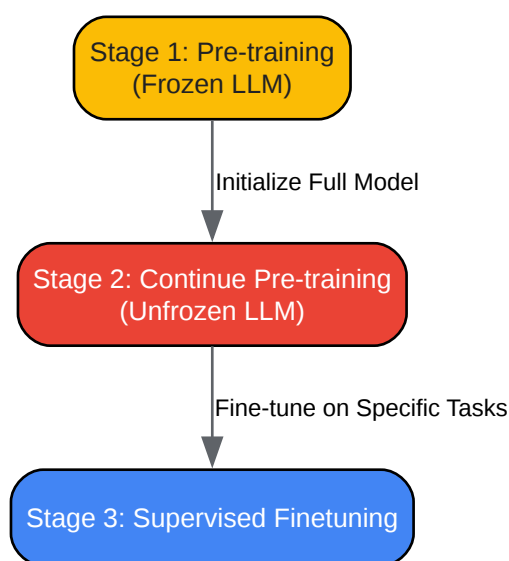 Stage 1: Pre-training
(Frozen LLM)
Initialize Full Model
Stage 2: Continue Pre-training
(Unfrozen LLM)
Fine-tune on Specific Tasks
Stage 3: Supervised Finetuning